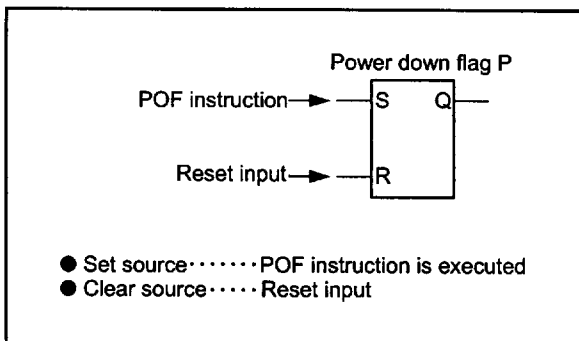 Power down flag P
POF instruction
S Q
Reset input
R
● Set source ······· POF instruction is executed
● Clear source ····· Reset input